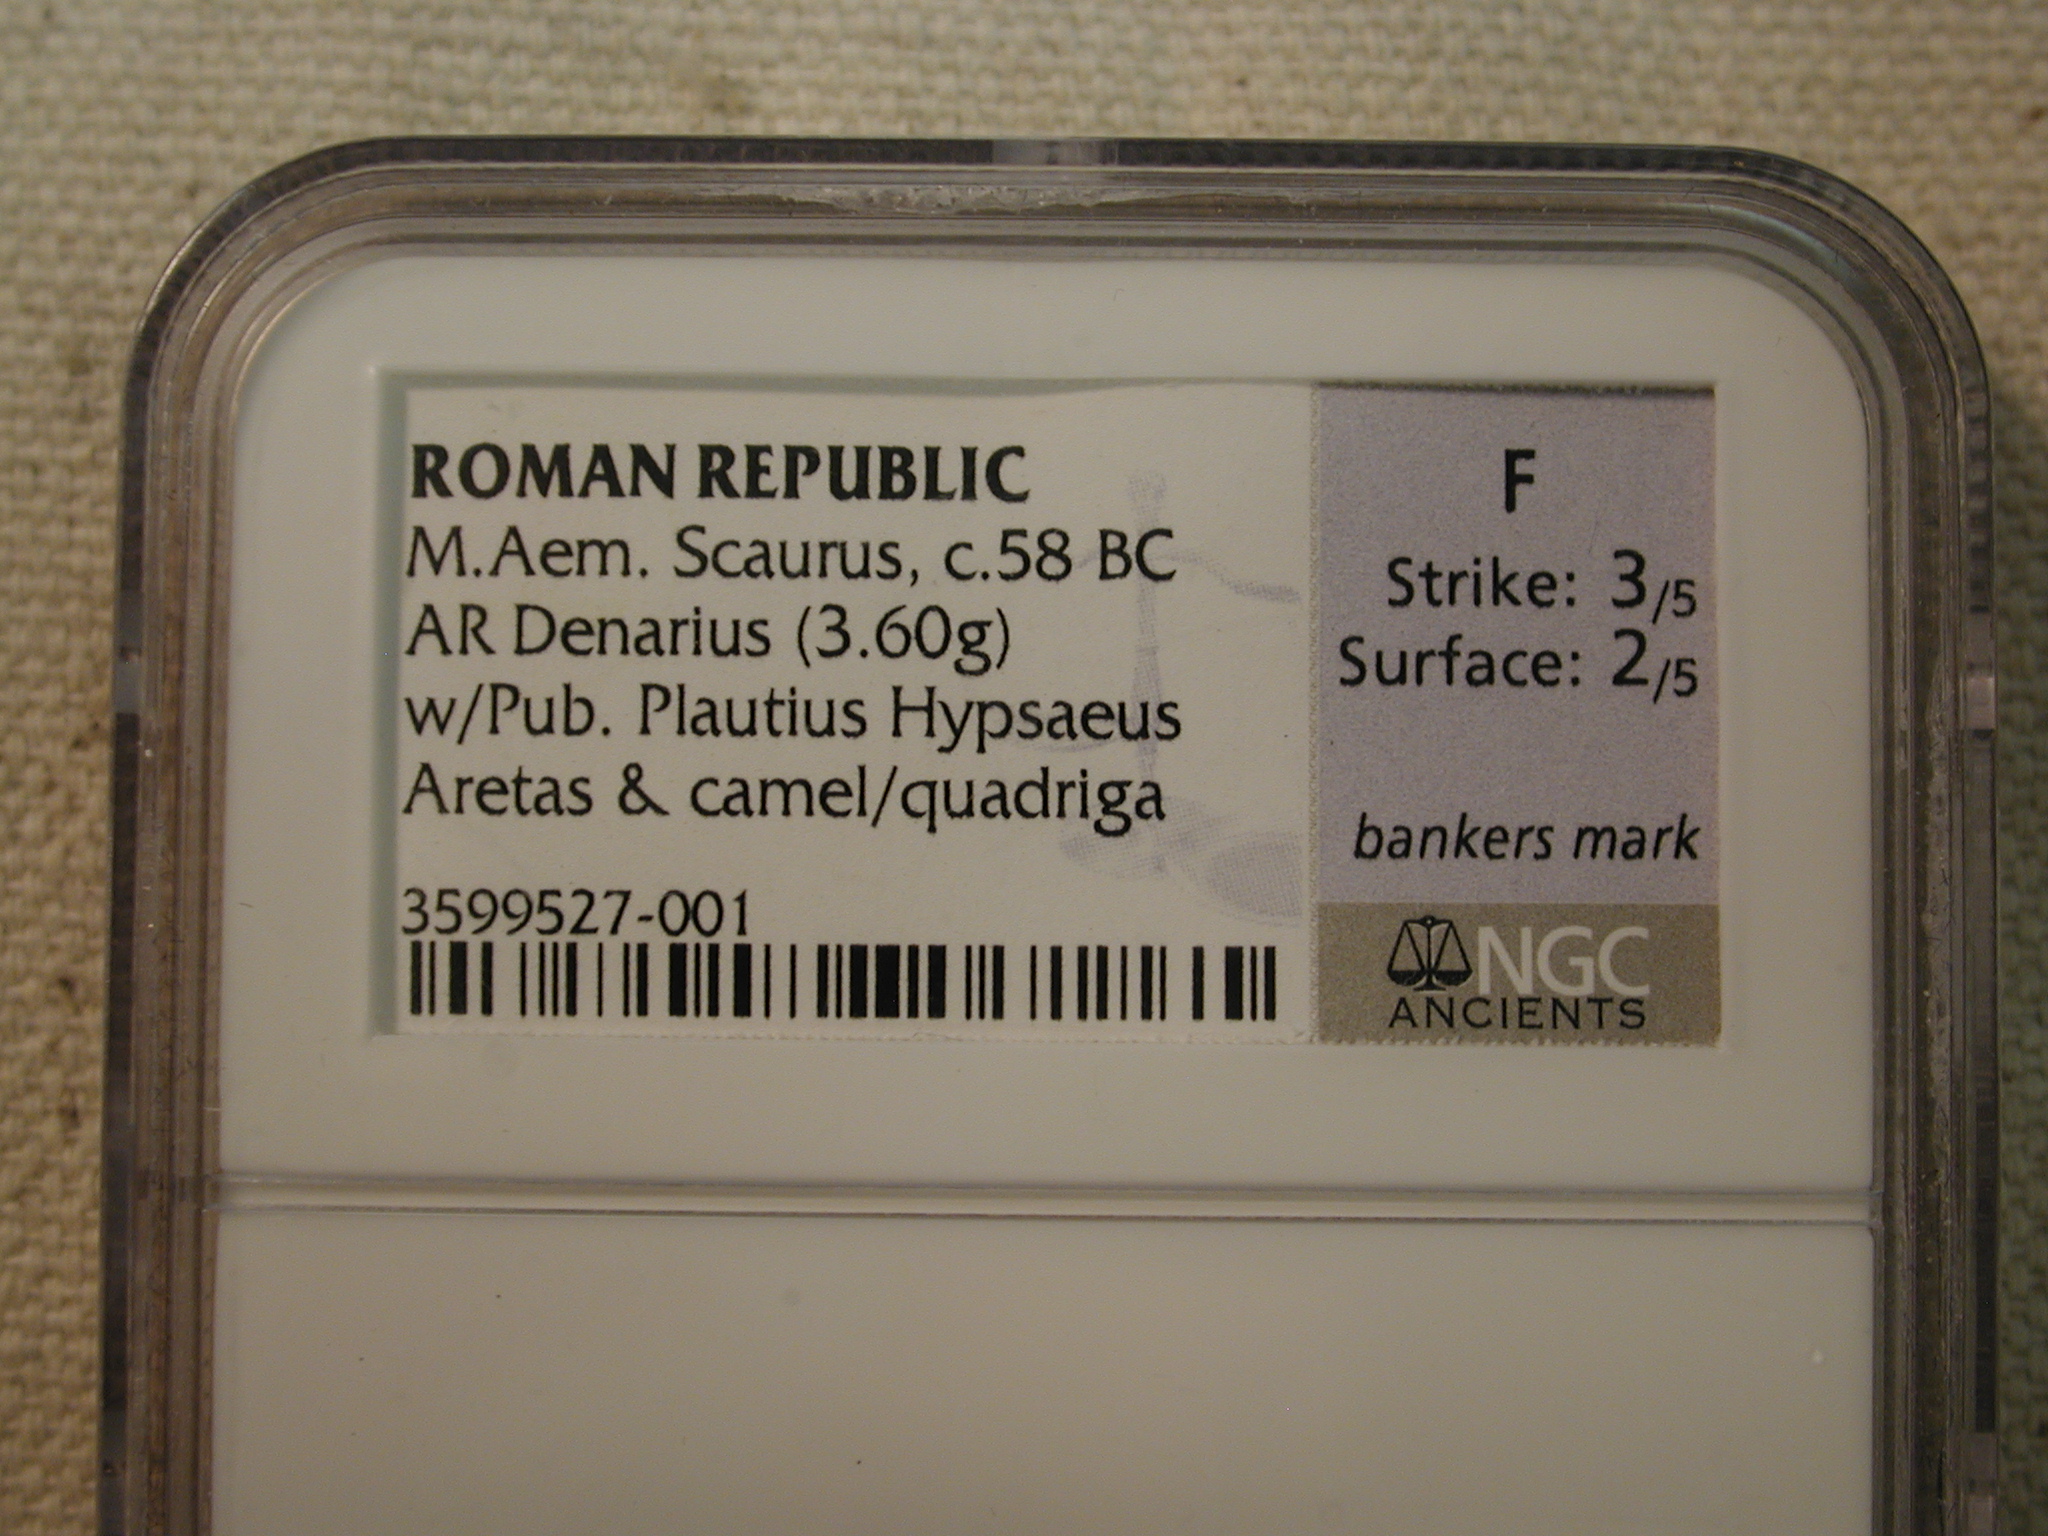 ROMAN REPUBLIC
M.Aem. Scaurus, c.58 BC
AR Denarius (3.60g)
w/Pub. Plautius Hypsaeus
Aretas & camel/quadriga
3599527-001
F
Strike: 3/5
Surface: 2/5
bankers mark
NGC
ANCIENTS